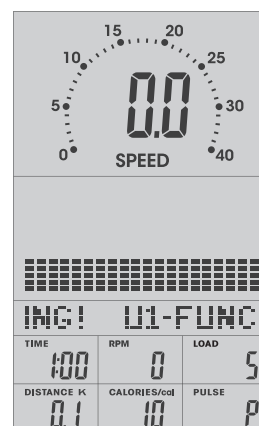 15 20
10 25
5 0.0 30
0 SPEED 40
ING! U1-FUNC
TIME RPM LOAD
1:00 0 5
DISTANCE K CALORIES/cal PULSE
0.1 10 P